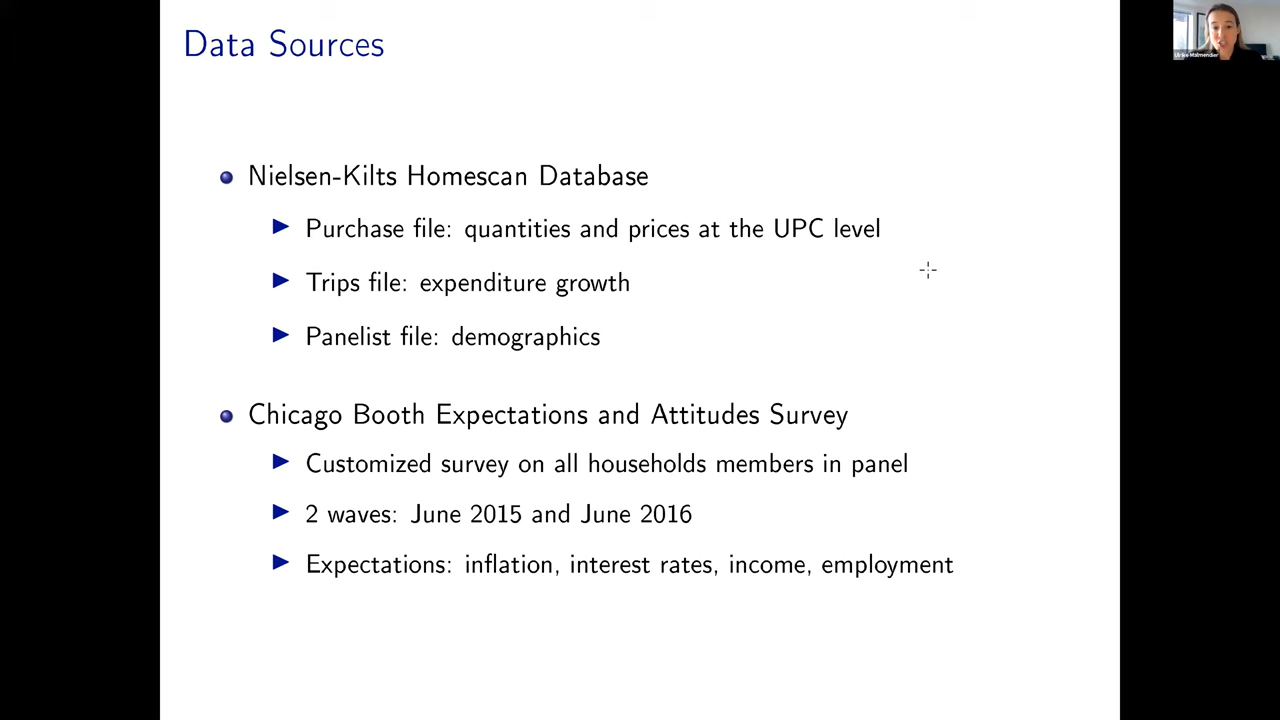 Data Sources
Ulrike Malmendier
Nielsen-Kilts Homescan Database
Purchase file: quantities and prices at the UPC level
Trips file: expenditure growth
Panelist file: demographics
Chicago Booth Expectations and Attitudes Survey
Customized survey on all households members in panel
2 waves: June 2015 and June 2016
Expectations: inflation, interest rates, income, employment